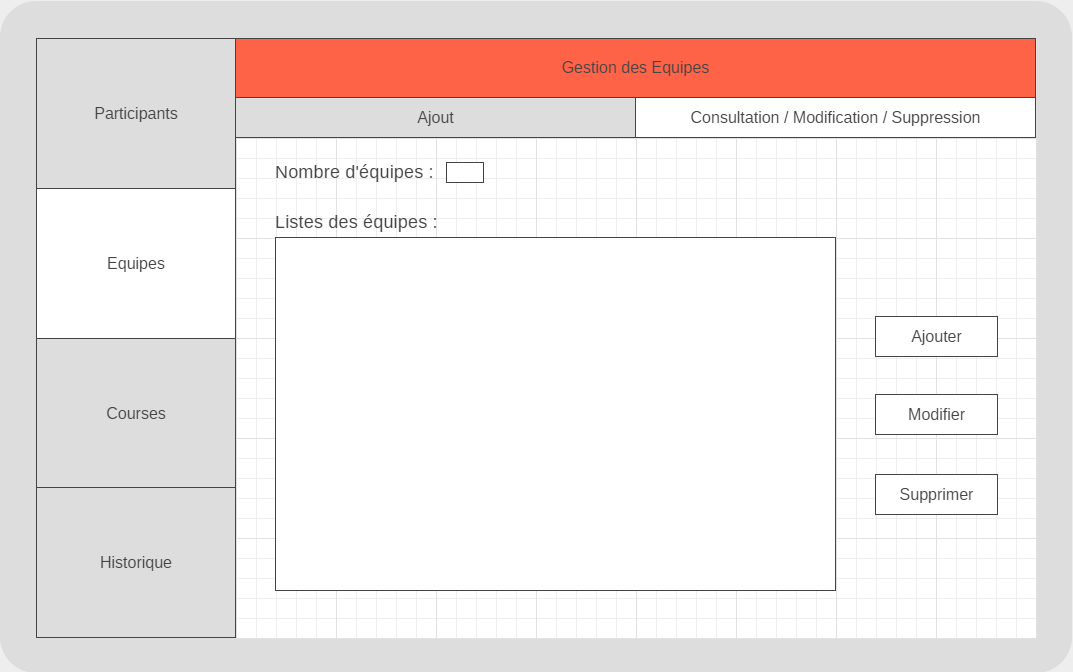 Gestion des Equipes
Participants
Ajout
Consultation / Modification / Suppression
Nombre d'équipes :
Listes des équipes :
Equipes
Ajouter
Modifier
Courses
Supprimer
Historique